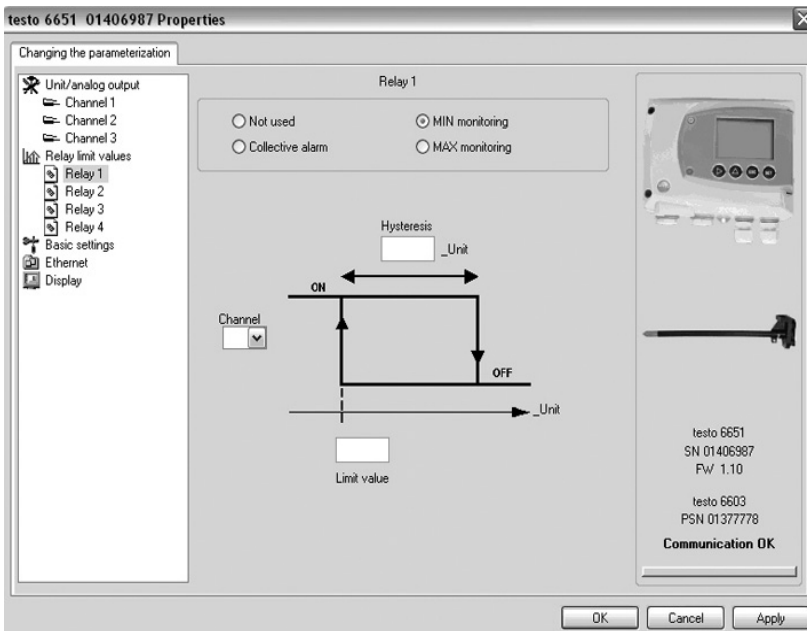 testo 6651 01406987 Properties
Changing the parameterization
Unit/analog output
Channel 1
Channel 2
Channel 3
Relay limit values
Relay 1
Relay 2
Relay 3
Relay 4
Basic settings
Ethernet
Display
Relay 1
Not used
MIN monitoring
Collective alarm
MAX monitoring
Hysteresis
_Unit
ON
Channel
OFF
_Unit
Limit value
testo 6651
SN 01406987
FW 1.10
testo 6603
PSN 01377778
Communication OK
OK
Cancel
Apply